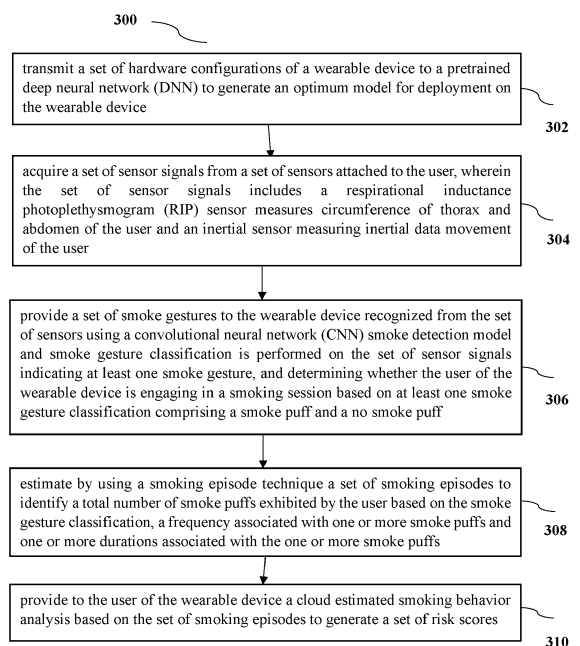 300
transmit a set of hardware configurations of a wearable device to a pretrained
deep neural network (DNN) to generate an optimum model for deployment on
the wearable device
302
acquire a set of sensor signals from a set of sensors attached to the user, wherein
the set of sensor signals includes a respirational inductance
photoplethysmogram (RIP) sensor measures circumference of thorax and
abdomen of the user and an inertial sensor measuring inertial data movement
of the user
304
provide a set of smoke gestures to the wearable device recognized from the set
of sensors using a convolutional neural network (CNN) smoke detection model
and smoke gesture classification is performed on the set of sensor signals
indicating at least one smoke gesture, and determining whether the user of the
wearable device is engaging in a smoking session based on at least one smoke
gesture classification comprising a smoke puff and a no smoke puff
306
estimate by using a smoking episode technique a set of smoking episodes to
identify a total number of smoke puffs exhibited by the user based on the smoke
gesture classification, a frequency associated with one or more smoke puffs and
one or more durations associated with the one or more smoke puffs
308
provide to the user of the wearable device a cloud estimated smoking behavior
analysis based on the set of smoking episodes to generate a set of risk scores
310